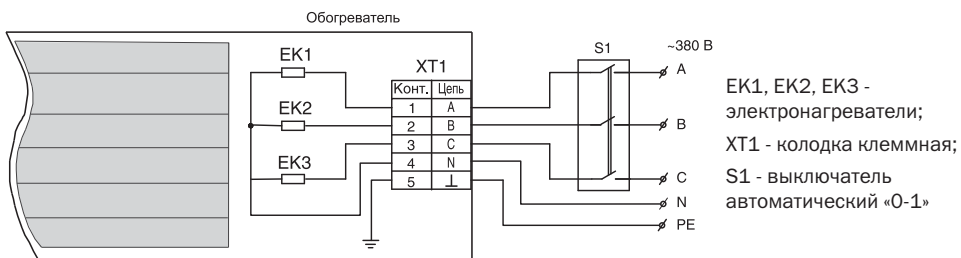 Обогреватель
EK1
EK2
EK3
XT1
Конт. Цепь
1 A
2 B
3 C
4 N
5 ⊥
S1
~380 В
A
B
C
N
PE
EK1, EK2, EK3 -
электронагреватели;
XT1 - колодка клеммная;
S1 - выключатель
автоматический «0-1»